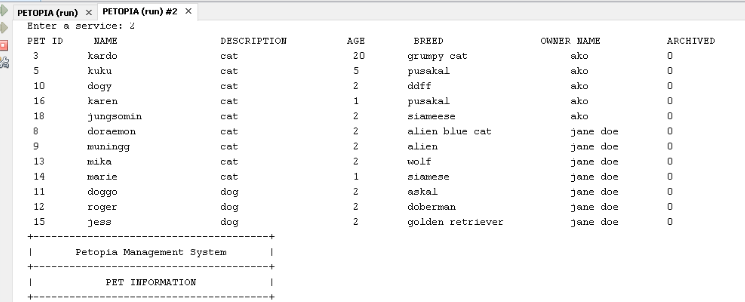 PETOPIA (run) × PETOPIA (run) #2 ×
Enter a service: 2
PET ID NAME DESCRIPTION AGE BREED OWNER NAME ARCHIVED
3 kardo cat 20 grumpy cat ako 0
5 kuku cat 5 pusakal ako 0
10 dogy cat 2 ddff ako 0
16 karen cat 1 pusakal ako 0
18 jungsomin cat 2 siameese ako 0
8 doraemon cat 2 alien blue cat jane doe 0
9 muningg cat 2 alien jane doe 0
13 mika cat 2 wolf jane doe 0
14 marie cat 1 siamese jane doe 0
11 doggo dog 2 askal jane doe 0
12 roger dog 2 doberman jane doe 0
15 jess dog 2 golden retriever jane doe 0
+---------------------------------------+
| Petopia Management System |
+---------------------------------------+
| PET INFORMATION |
+---------------------------------------+